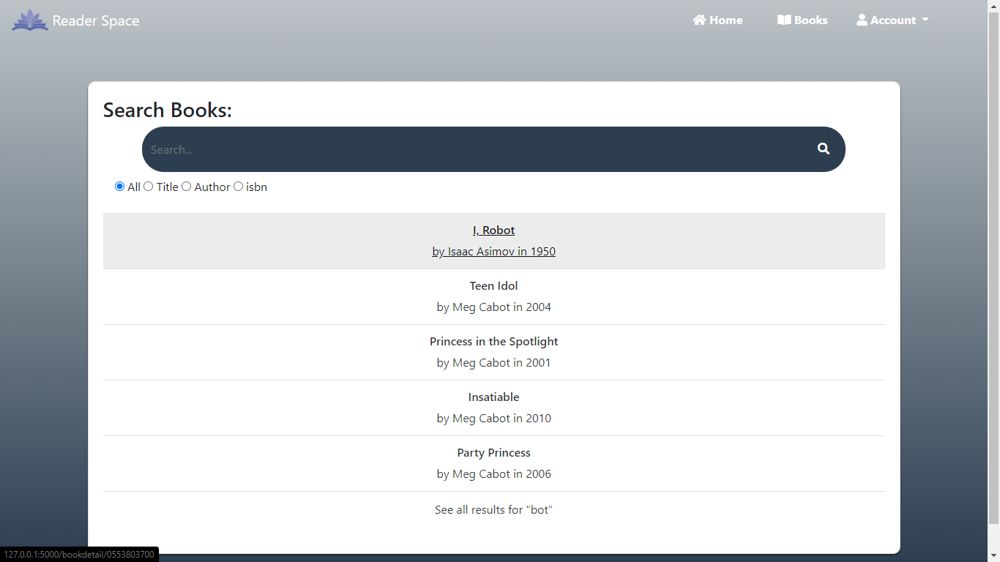 Reader Space
Home
Books
Account
Search Books:
Search...
All Title Author isbn
I, Robot
by Isaac Asimov in 1950
Teen Idol
by Meg Cabot in 2004
Princess in the Spotlight
by Meg Cabot in 2001
Insatiable
by Meg Cabot in 2010
Party Princess
by Meg Cabot in 2006
See all results for "bot"
127.0.0.1:5000/bookdetail/0553803700